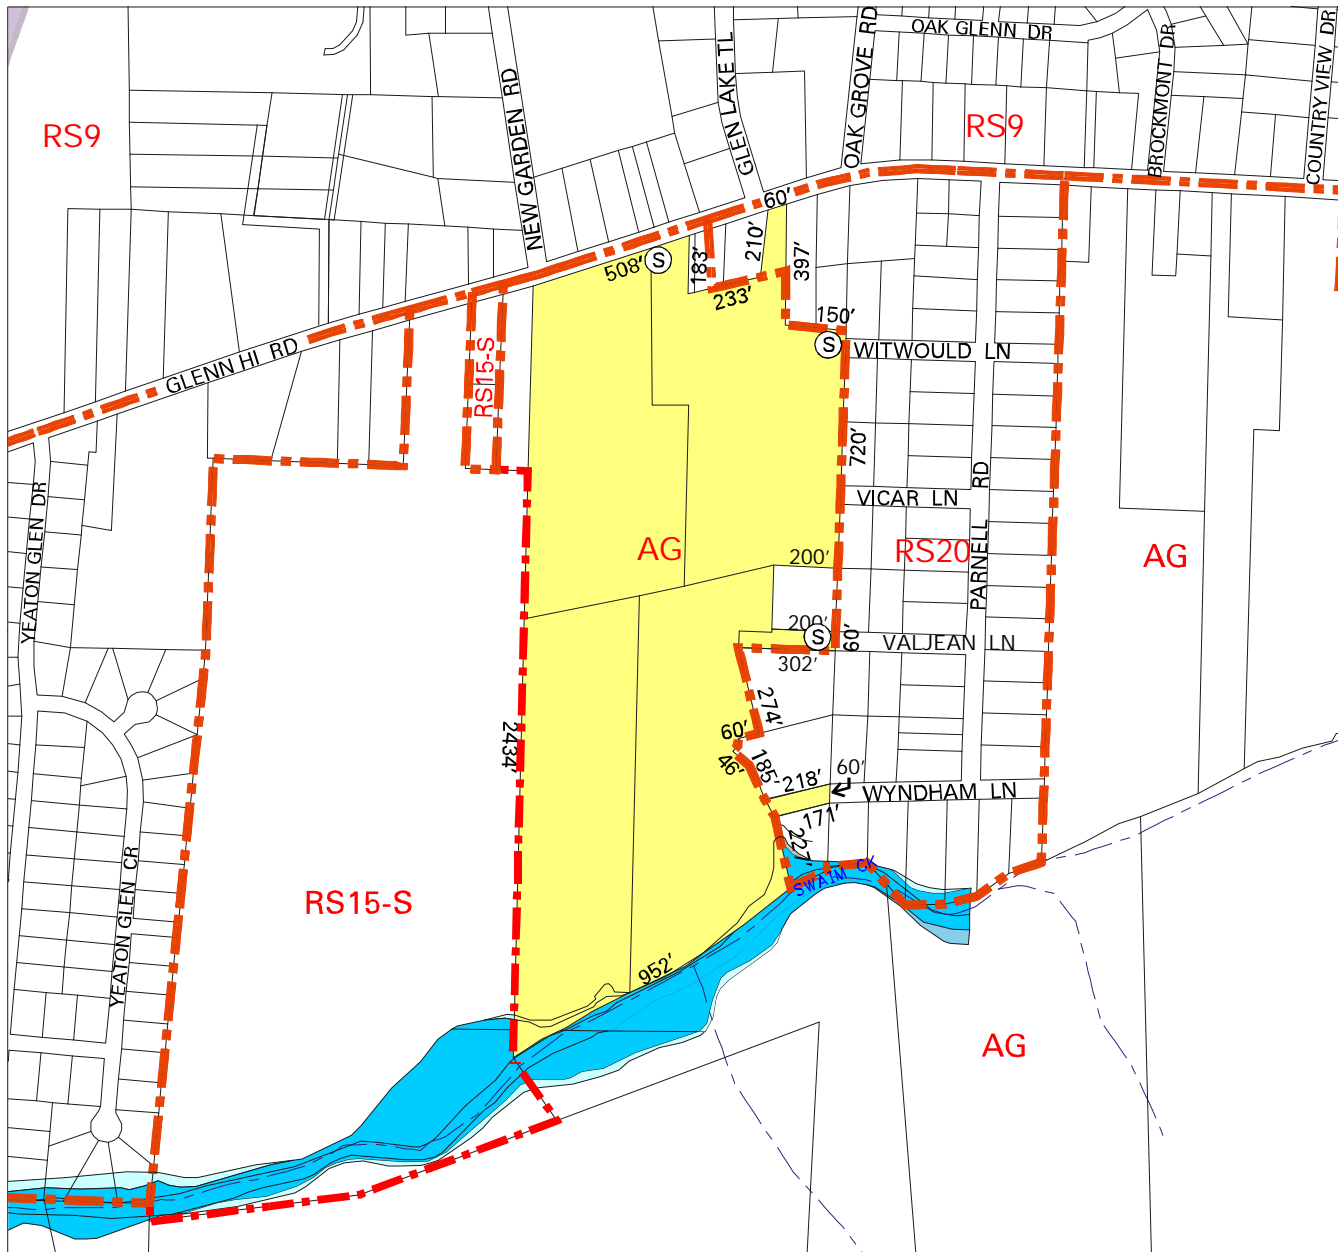 OAK GLENN DR
NEW GARDEN RD
GLEN LAKE TL
OAK GROVE RD
BROCKMONT DR
COUNTRY VIEW DR
RS9
RS9
60'
508'
S
183'
210'
397'
233'
150'
S
WITWOULD LN
GLENN HI RD
RS15-S
720'
VICAR LN
PARNELL RD
YEATON GLEN DR
AG
200'
RS20
AG
200'
S
60'
VALJEAN LN
302'
274'
2434'
60'
46'
185'
218'
60'
WYNDHAM LN
171'
227'
SWAIM CK
YEATON GLEN CR
RS15-S
952'
AG